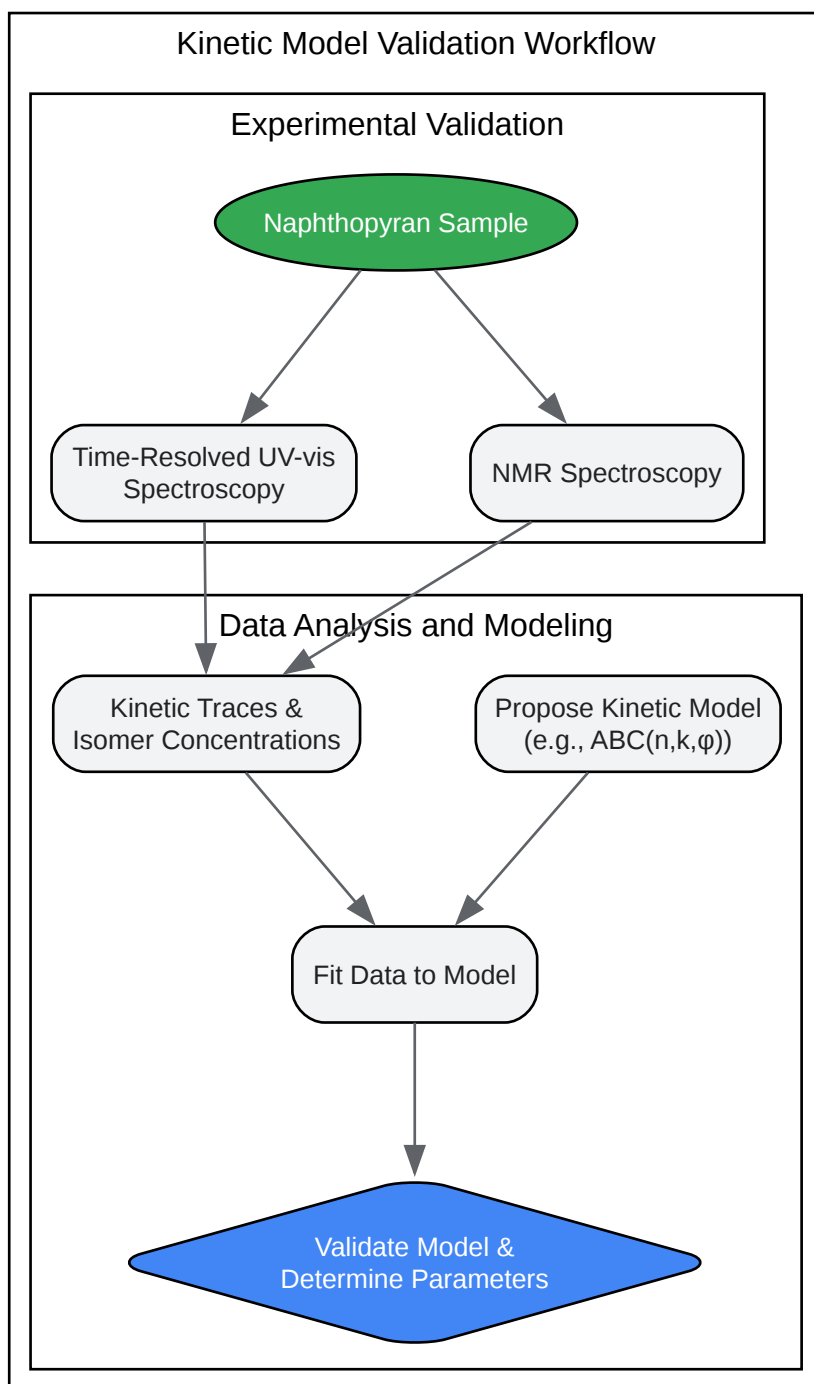 Kinetic Model Validation Workflow
Experimental Validation
Naphthopyran Sample
Time-Resolved UV-vis
Spectroscopy
NMR Spectroscopy
Data Analysis and Modeling
Kinetic Traces &
Isomer Concentrations
Propose Kinetic Model
(e.g., ABC(n,k,φ))
Fit Data to Model
Validate Model &
Determine Parameters